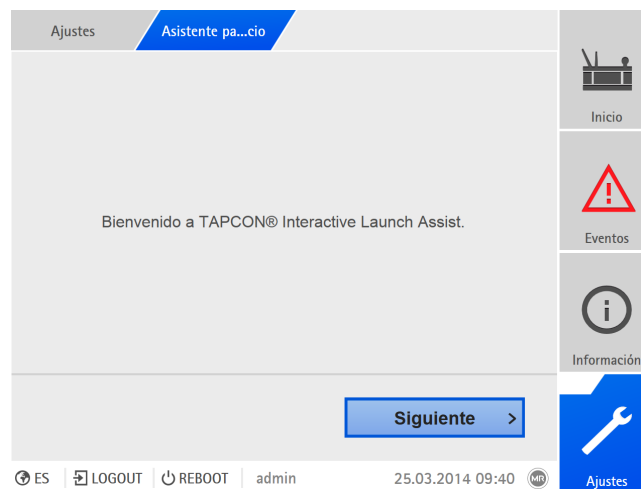 Ajustes
Asistente pa...cio
Inicio
Bienvenido a TAPCON® Interactive Launch Assist.
Eventos
Información
Siguiente >
ES LOGOUT REBOOT admin 25.03.2014 09:40 MR
Ajustes